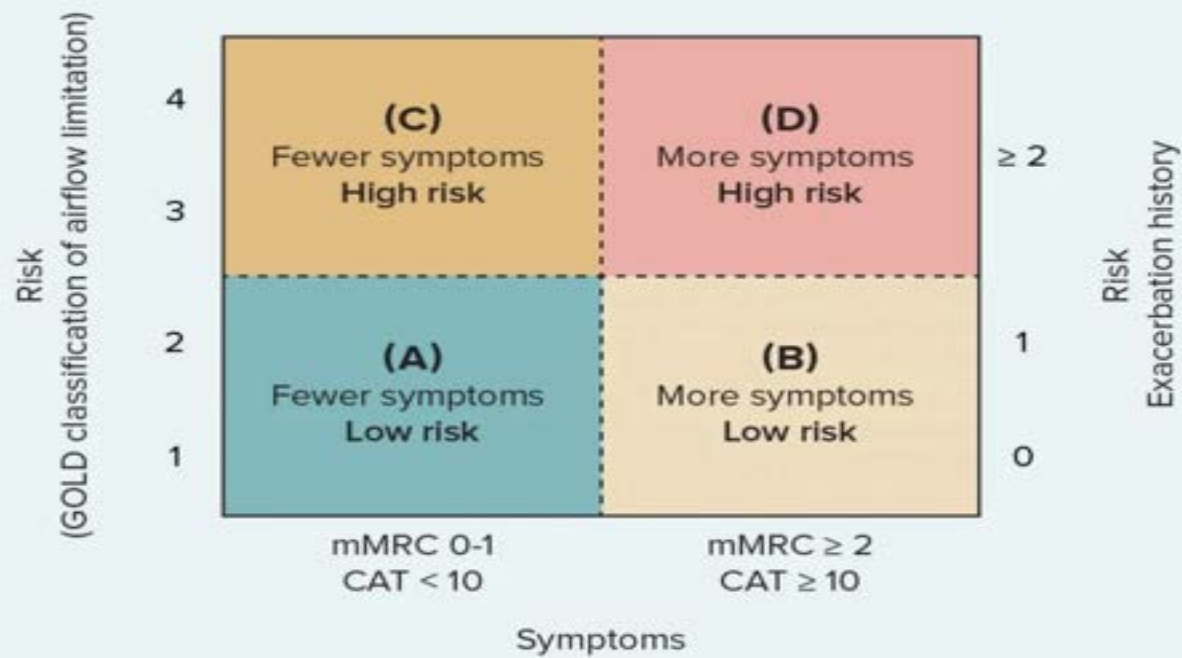 Risk
(GOLD classification of airflow limitation)
4
3
2
1
(C)
Fewer symptoms
High risk
(D)
More symptoms
High risk
(A)
Fewer symptoms
Low risk
(B)
More symptoms
Low risk
≥ 2
1
0
Risk
Exacerbation history
mMRC 0-1
CAT < 10
mMRC ≥ 2
CAT ≥ 10
Symptoms